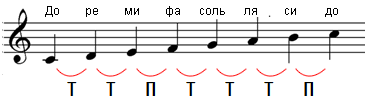 До ре ми фа соль ля си до
Т Т П Т Т Т П